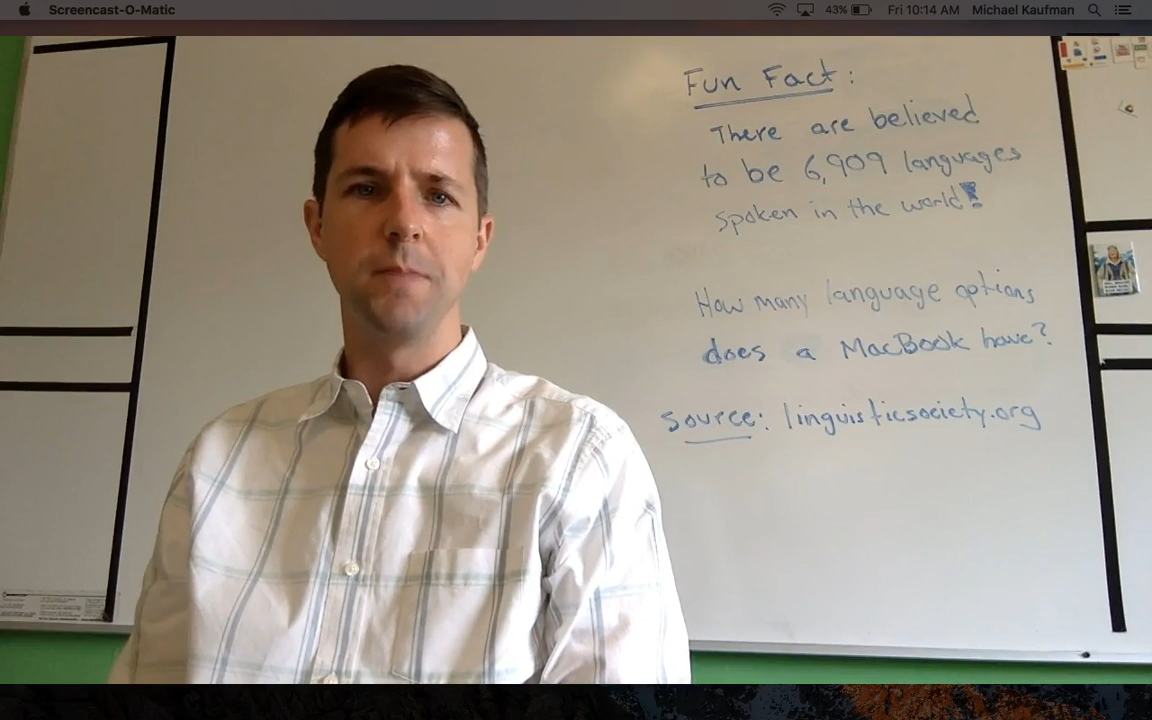 Screencast-O-Matic 43% Fri 10:14 AM Michael Kaufman
Fun Fact:
There are believed
to be 6,909 languages
spoken in the world!
How many language options
does a MacBook have?
source: linguisticsociety.org